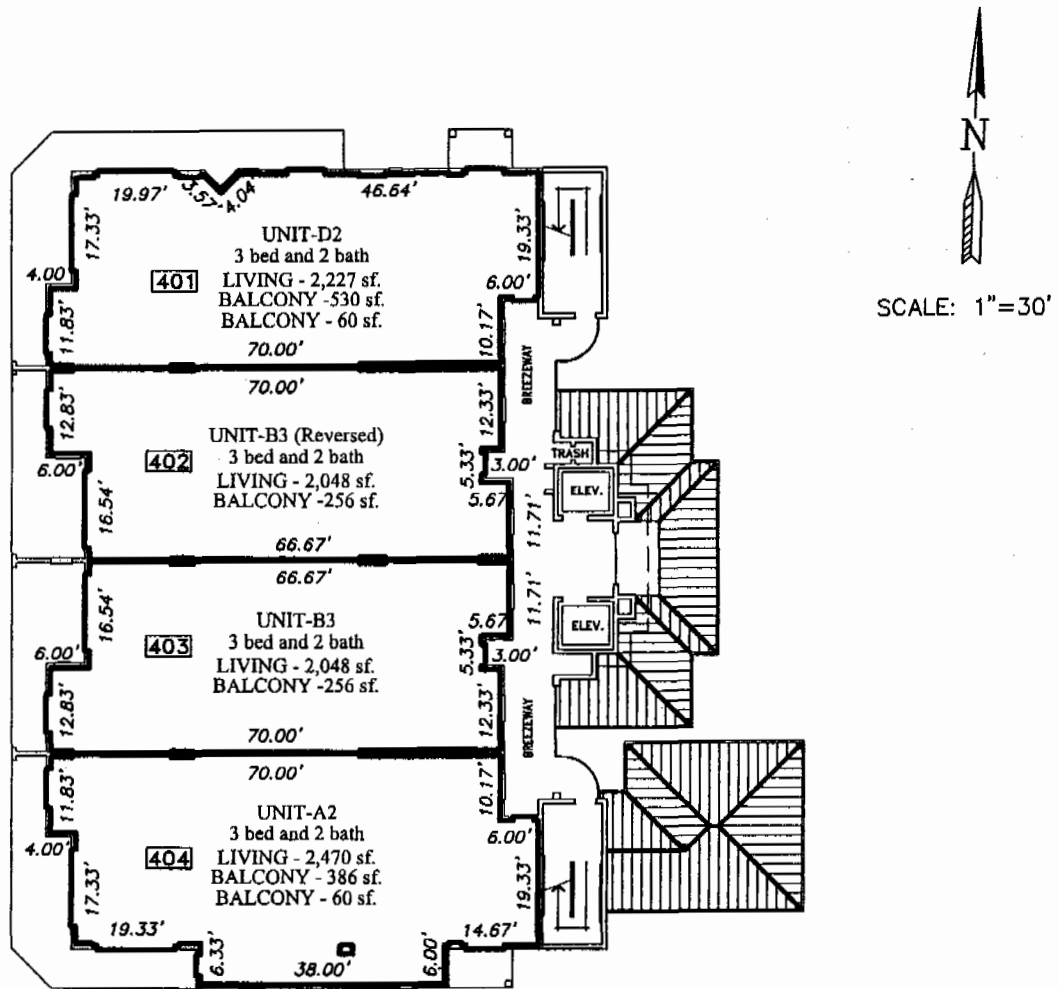 N
SCALE: 1"=30'
19.97'
3.57'
4.04'
46.64'
17.33'
19.33'
UNIT-D2
3 bed and 2 bath
4.00'
401
LIVING - 2,227 sf.
6.00'
BALCONY -530 sf.
BALCONY - 60 sf.
11.83'
10.17'
70.00'
BREEZEWAY
70.00'
12.83'
12.33'
UNIT-B3 (Reversed)
3 bed and 2 bath
TRASH
6.00'
402
LIVING - 2,048 sf.
5.33'
3.00'
BALCONY -256 sf.
ELEV.
5.67
16.54'
11.71'
66.67'
66.67'
16.54'
11.71'
UNIT-B3
5.67
ELEV.
3 bed and 2 bath
403
5.33'
3.00'
6.00'
LIVING - 2,048 sf.
BALCONY -256 sf.
12.83'
12.33'
BREEZEWAY
70.00'
70.00'
11.83'
10.17'
UNIT-A2
3 bed and 2 bath
6.00'
4.00'
404
LIVING - 2,470 sf.
BALCONY - 386 sf.
BALCONY - 60 sf.
17.33'
19.33'
19.33'
14.67'
6.33'
6.00'
38.00'